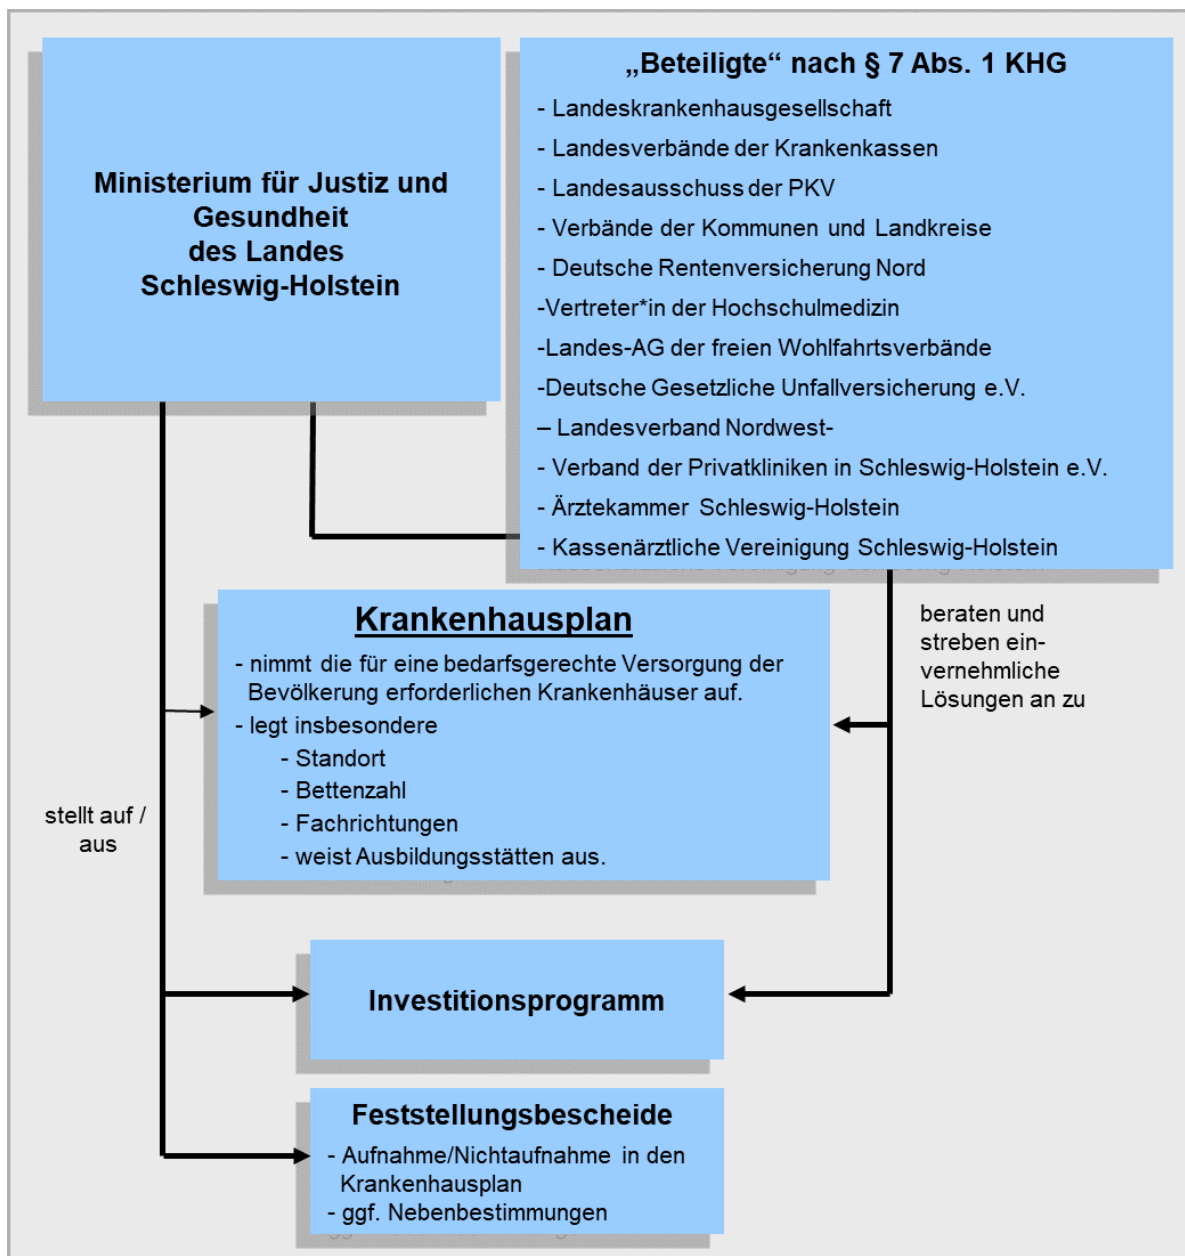 Ministerium für Justiz und
Gesundheit
des Landes
Schleswig-Holstein
„Beteiligte“ nach § 7 Abs. 1 KHG
- Landeskrankenhausgesellschaft
- Landesverbände der Krankenkassen
- Landesausschuss der PKV
- Verbände der Kommunen und Landkreise
- Deutsche Rentenversicherung Nord
-Vertreter*in der Hochschulmedizin
-Landes-AG der freien Wohlfahrtsverbände
-Deutsche Gesetzliche Unfallversicherung e.V.
– Landesverband Nordwest-
- Verband der Privatkliniken in Schleswig-Holstein e.V.
- Ärztekammer Schleswig-Holstein
- Kassenärztliche Vereinigung Schleswig-Holstein
beraten und
streben ein-
vernehmliche
Lösungen an zu
Krankenhausplan
- nimmt die für eine bedarfsgerechte Versorgung der
Bevölkerung erforderlichen Krankenhäuser auf.
- legt insbesondere
- Standort
- Bettenzahl
- Fachrichtungen
- weist Ausbildungsstätten aus.
stellt auf /
aus
Investitionsprogramm
Feststellungsbescheide
- Aufnahme/Nichtaufnahme in den
Krankenhausplan
- ggf. Nebenbestimmungen